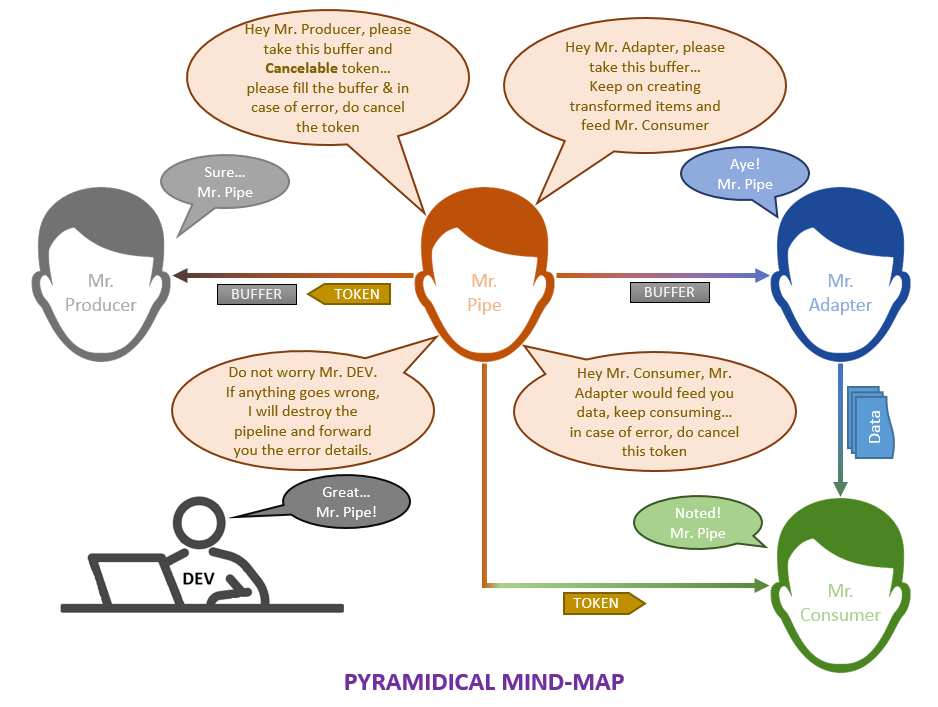 Hey Mr. Producer, please
take this buffer and
Cancelable token…
please fill the buffer & in
case of error, do cancel
the token
Hey Mr. Adapter, please
take this buffer…
Keep on creating
transformed items and
feed Mr. Consumer
Sure…
Mr. Pipe
Aye!
Mr. Pipe
Mr.
Producer
BUFFER
TOKEN
Mr.
Pipe
BUFFER
Mr.
Adapter
Do not worry Mr. DEV.
If anything goes wrong,
I will destroy the
pipeline and forward
you the error details.
Hey Mr. Consumer, Mr.
Adapter would feed you
data, keep consuming…
in case of error, do cancel
this token
Data
Great…
Mr. Pipe!
DEV
Noted!
Mr. Pipe
TOKEN
Mr.
Consumer
PYRAMIDICAL MIND-MAP